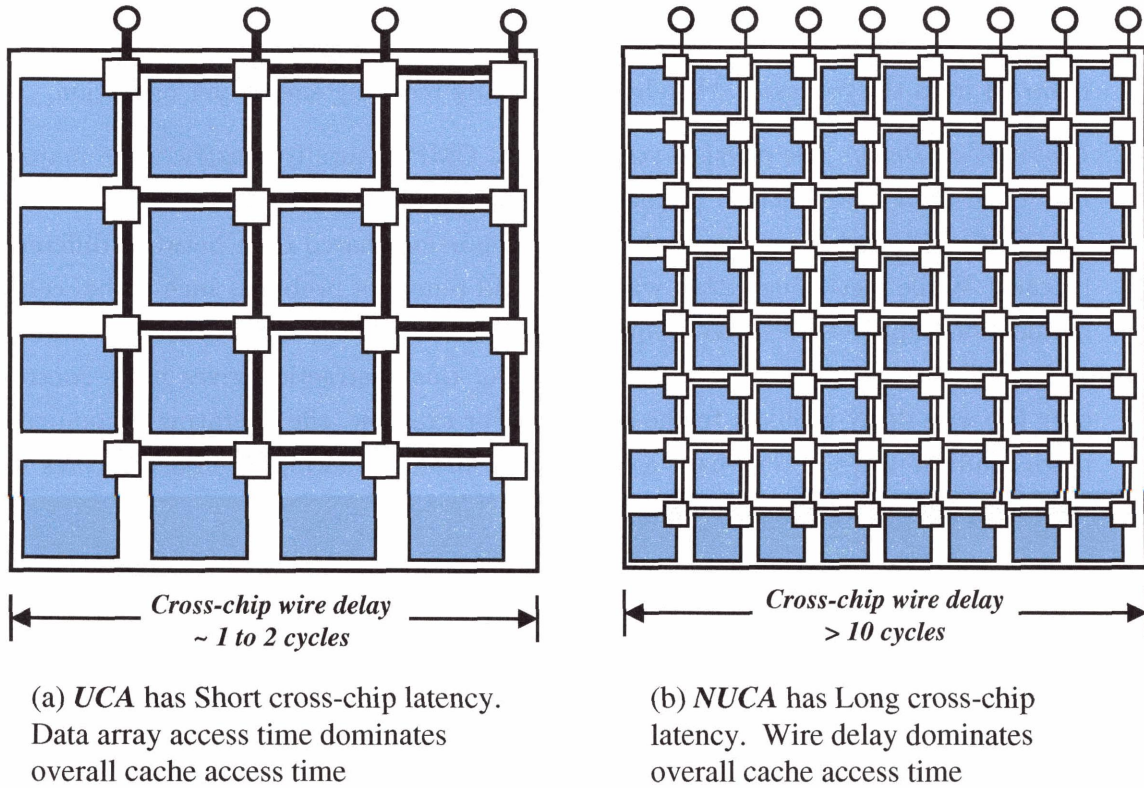 Cross-chip wire delay
~ 1 to 2 cycles
(a) UCA has Short cross-chip latency.
Data array access time dominates
overall cache access time
Cross-chip wire delay
> 10 cycles
(b) NUCA has Long cross-chip
latency. Wire delay dominates
overall cache access time